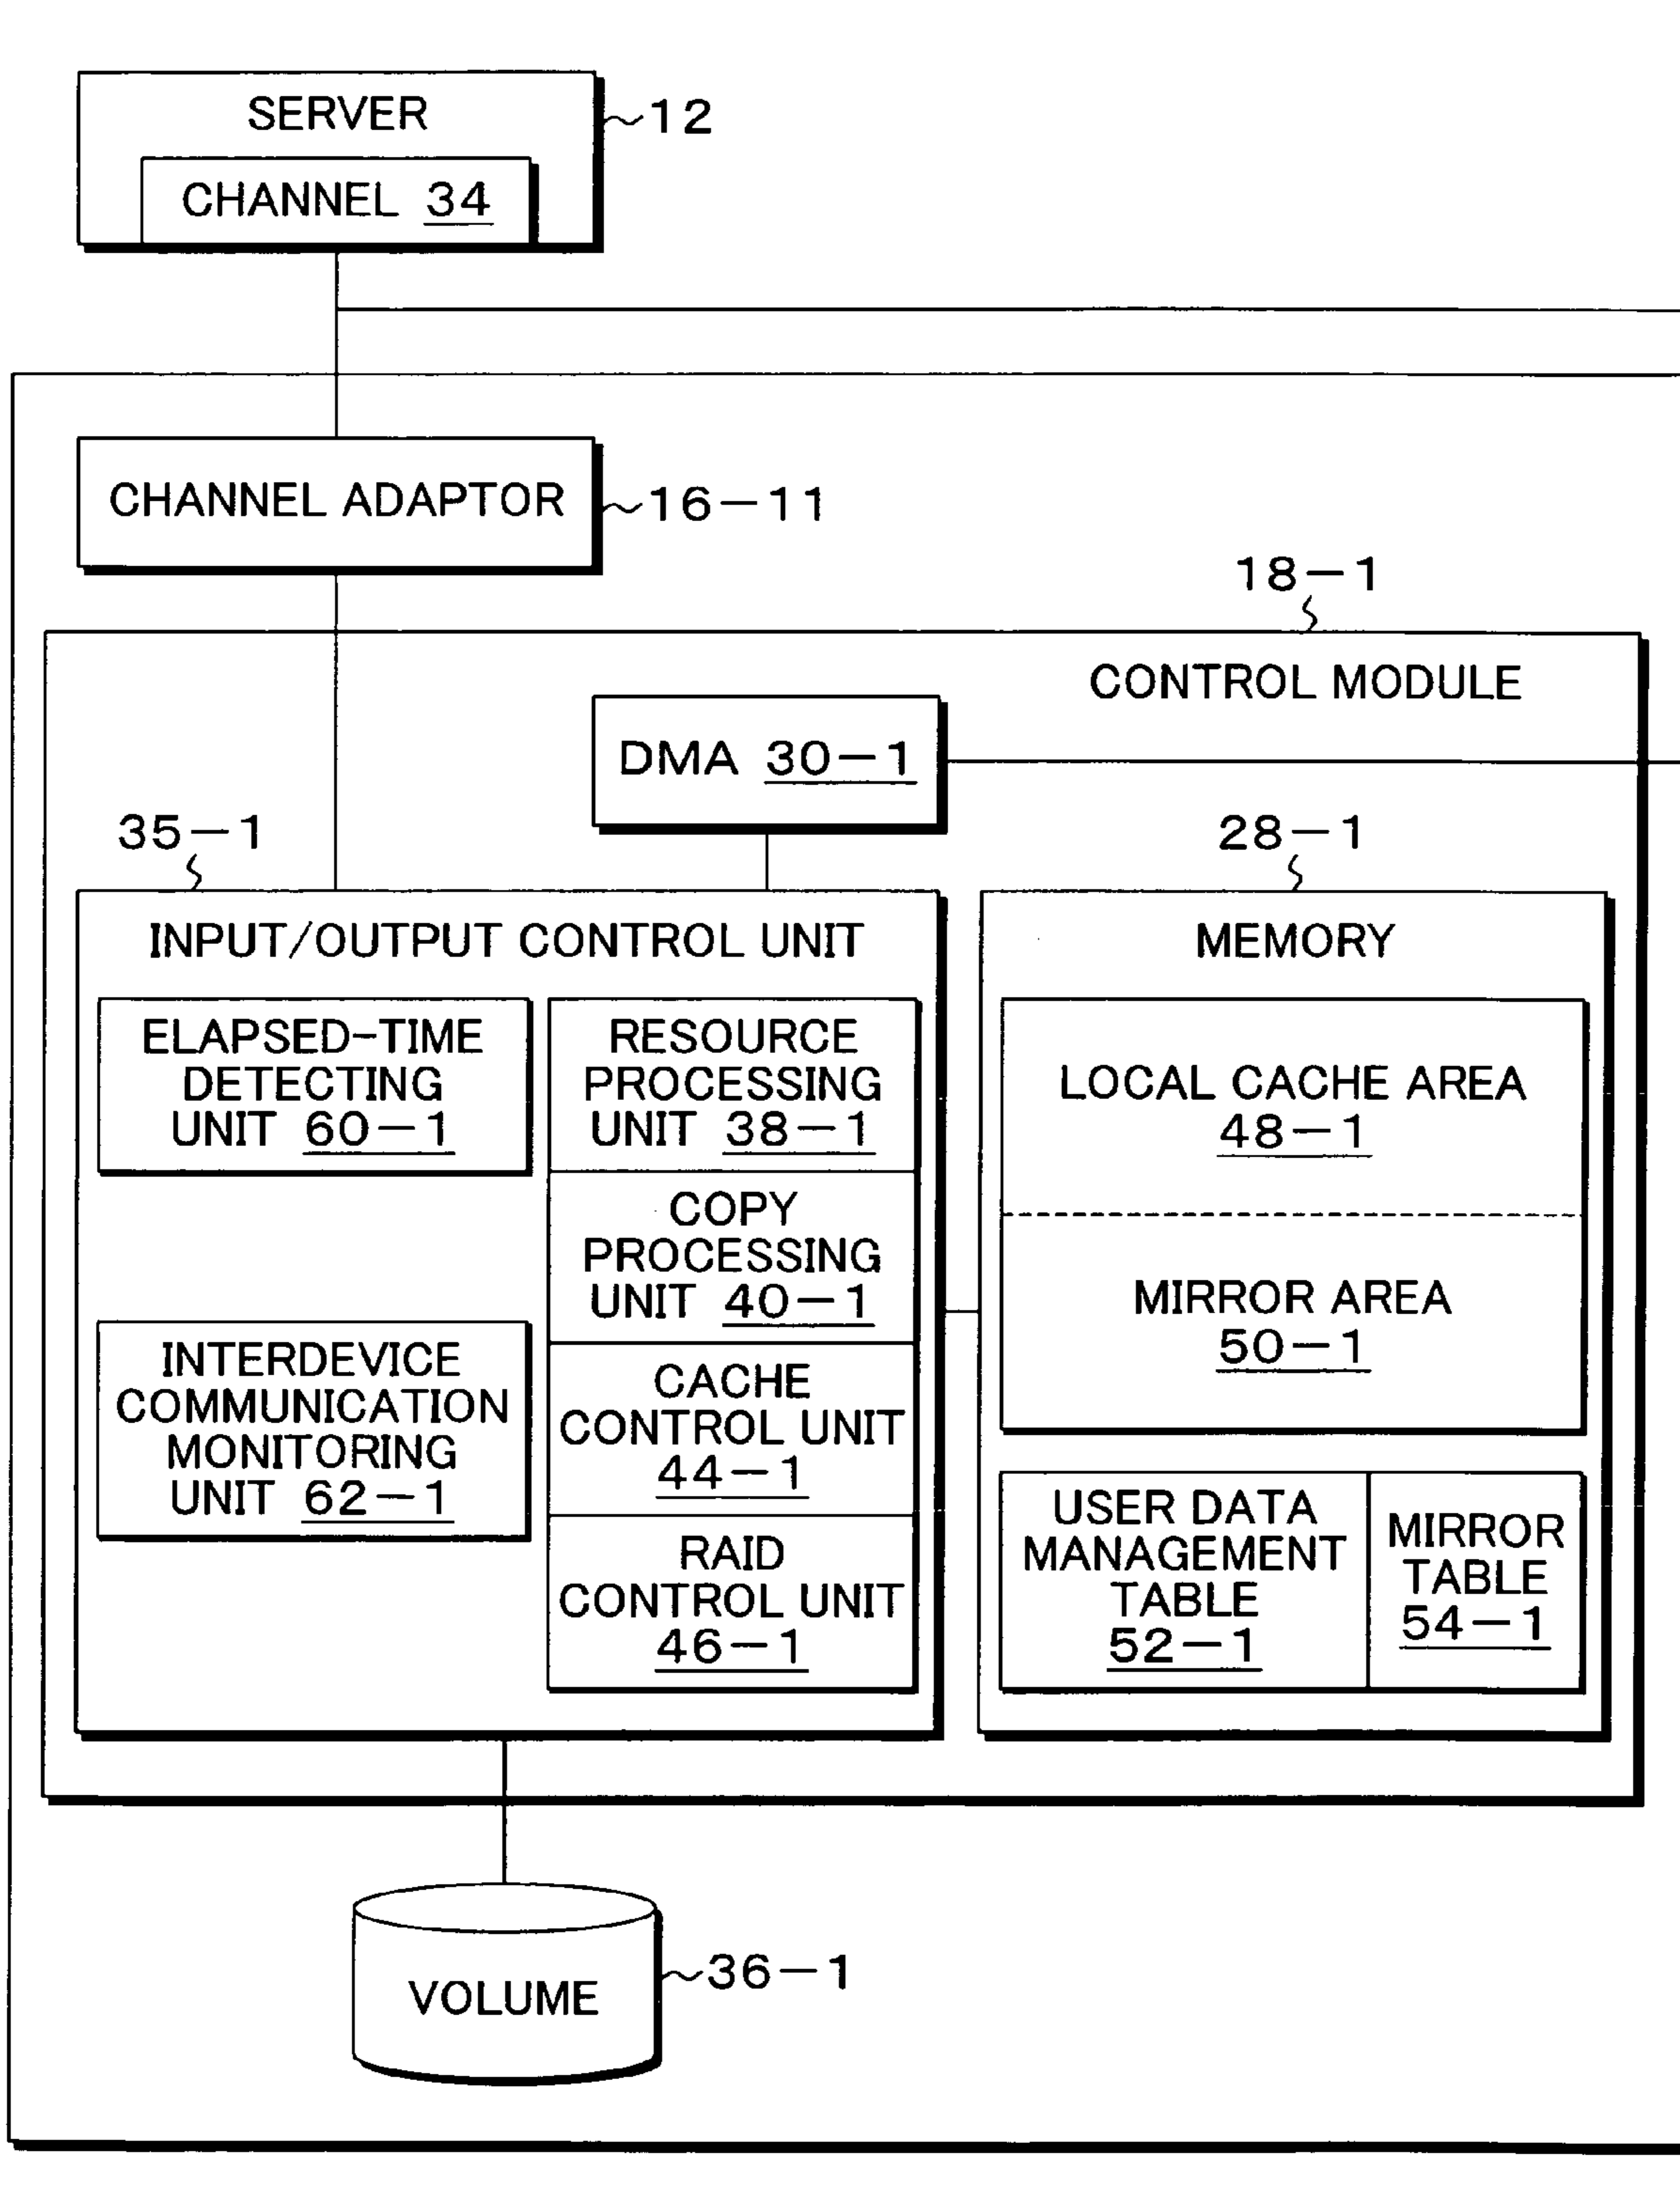 SERVER
12
CHANNEL 34
CHANNEL ADAPTOR
16-11
18-1
CONTROL MODULE
DMA 30-1
35-1
28-1
INPUT/OUTPUT CONTROL UNIT
ELAPSED-TIME
DETECTING
UNIT 60-1
INTERDEVICE
COMMUNICATION
MONITORING
UNIT 62-1
RESOURCE
PROCESSING
UNIT 38-1
COPY
PROCESSING
UNIT 40-1
CACHE
CONTROL UNIT
44-1
RAID
CONTROL UNIT
46-1
MEMORY
LOCAL CACHE AREA
48-1
MIRROR AREA
50-1
USER DATA
MANAGEMENT
TABLE
52-1
MIRROR
TABLE
54-1
VOLUME
36-1